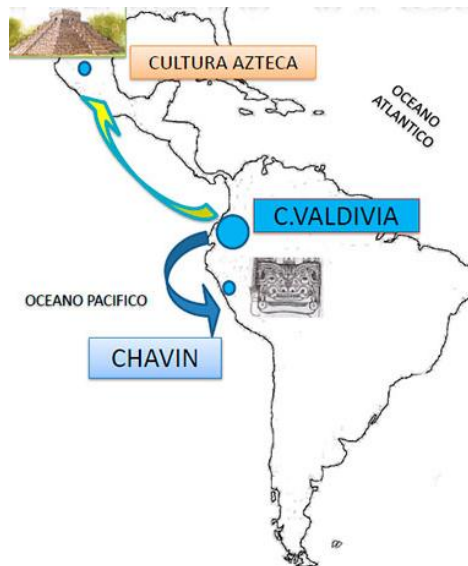 CULTURA AZTECA
OCEANO
ATLANTICO
C.VALDIVIA
OCEANO PACIFICO
CHAVIN